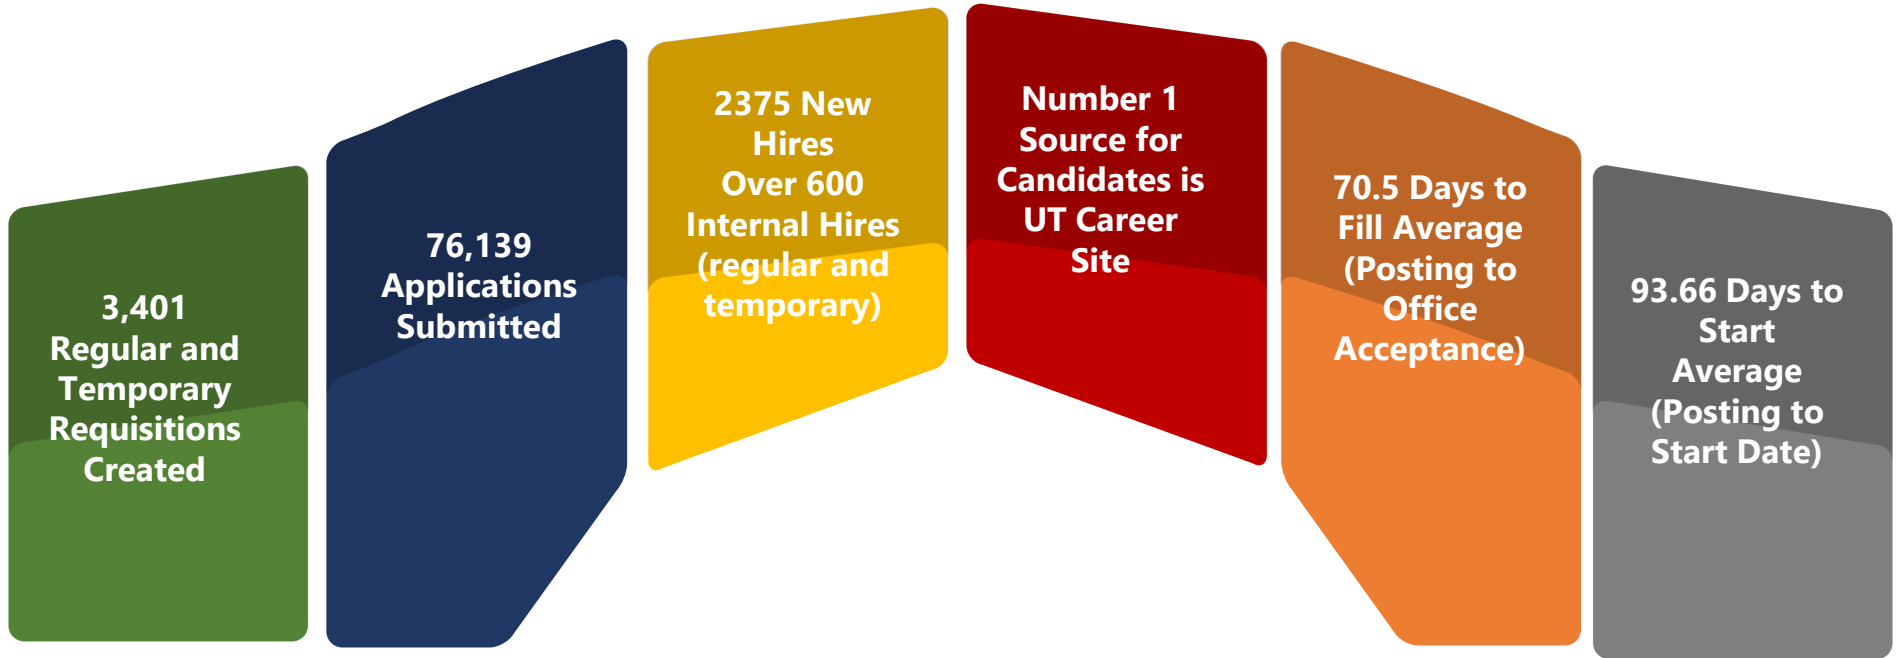 3,401
Regular and
Temporary
Requisitions
Created
76,139
Applications
Submitted
2375 New
Hires
Over 600
Internal Hires
(regular and
temporary)
Number 1
Source for
Candidates is
UT Career
Site
70.5 Days to
Fill Average
(Posting to
Office
Acceptance)
93.66 Days to
Start
Average
(Posting to
Start Date)